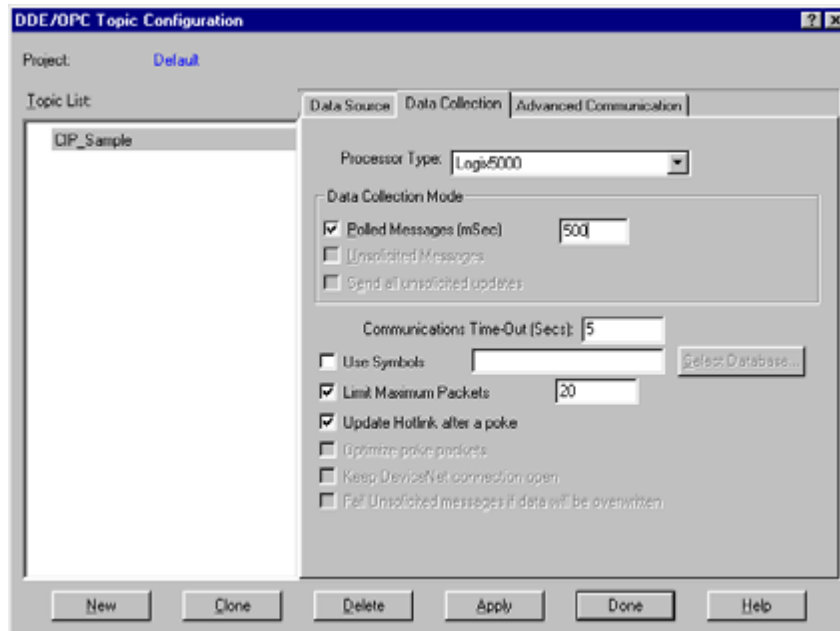 DDE/OPC Topic Configuration
Project: Default
Topic List:
CIP_Sample
Data Source
Data Collection
Advanced Communication
Processor Type: Logix5000
Data Collection Mode
Polled Messages (mSec) 500
Unsolicited Messages
Send all unsolicited updates
Communications Time-Out (Secs): 5
Use Symbols
Select Database...
Limit Maximum Packets 20
Update Hotlink after a poke
Optimize poke packets
Keep DeviceNet connection open
Fail Unsolicited messages if data will be overwritten
New
Clone
Delete
Apply
Done
Help